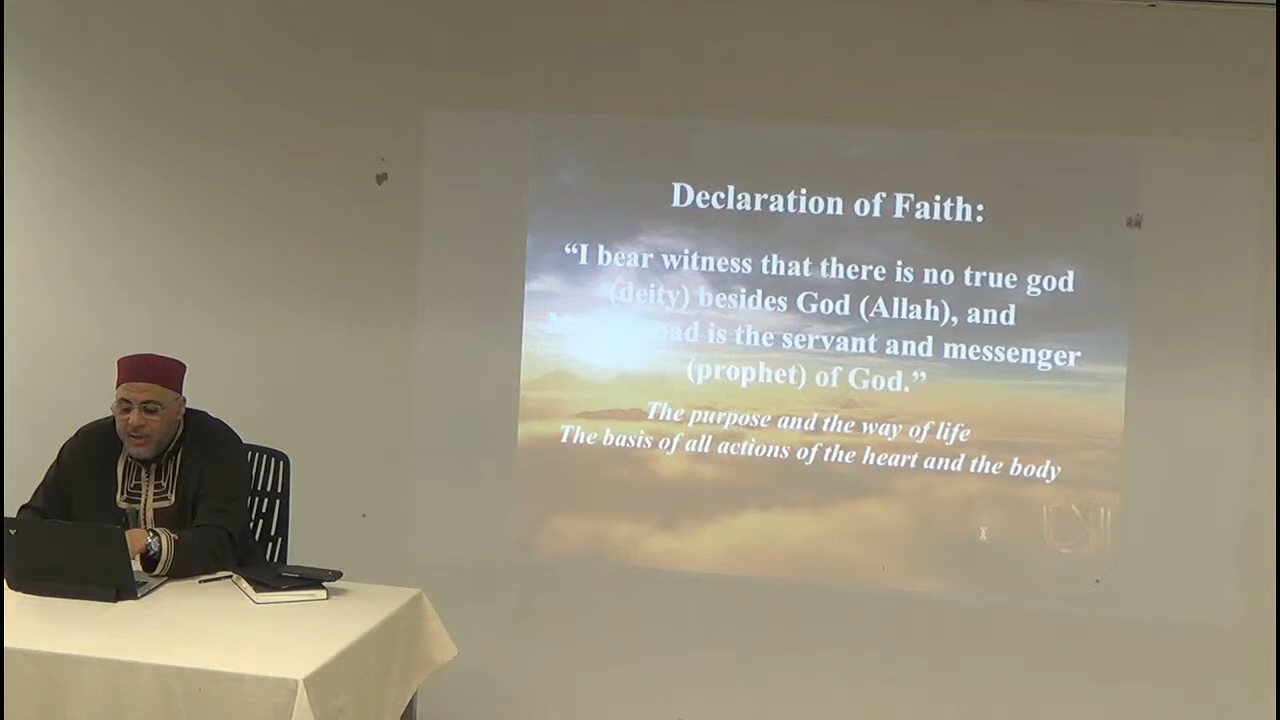 Declaration of Faith:
“I bear witness that there is no true god
(deity) besides God (Allah), and
is the servant and messenger
(prophet) of God.”
The purpose and the way of life
The basis of all actions of the heart and the body